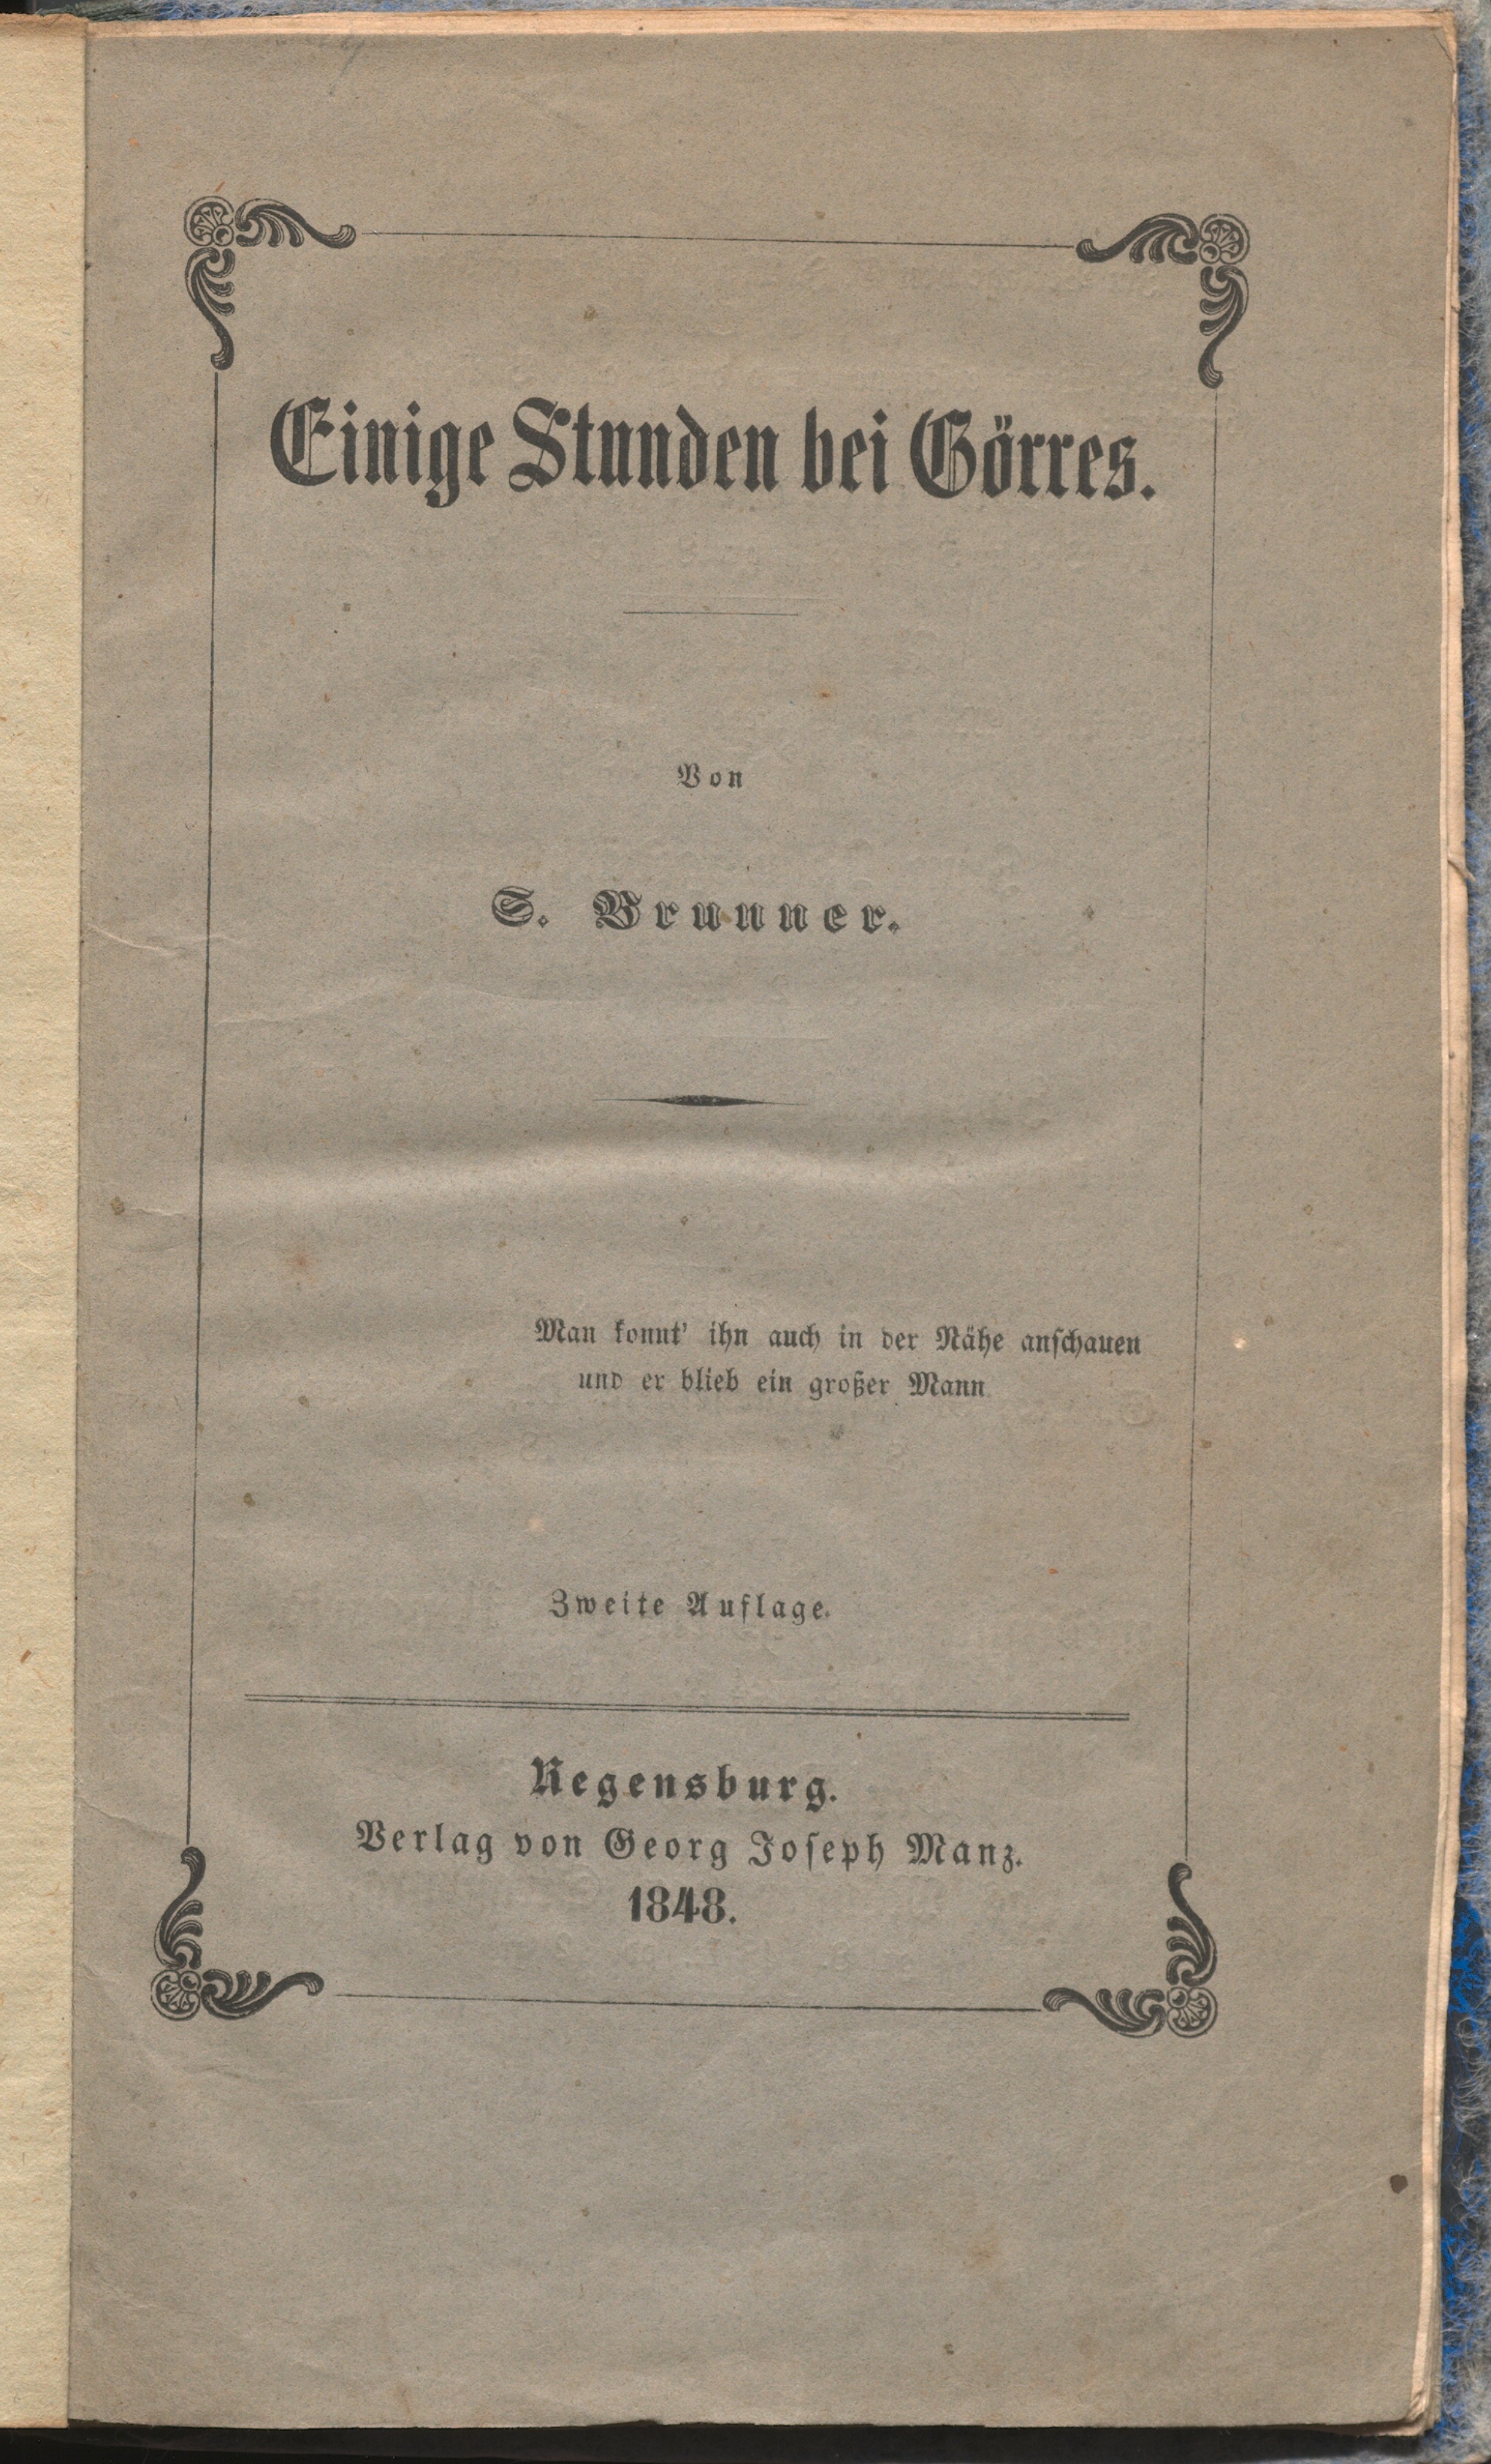 Einige Stunden bei Görres.
Von
S. Brunner.
Man konnt' ihn auch in der Nähe anschauen
und er blieb ein großer Mann
Zweite Auflage.
Regensburg.
Verlag von Georg Joseph Manz.
1848.